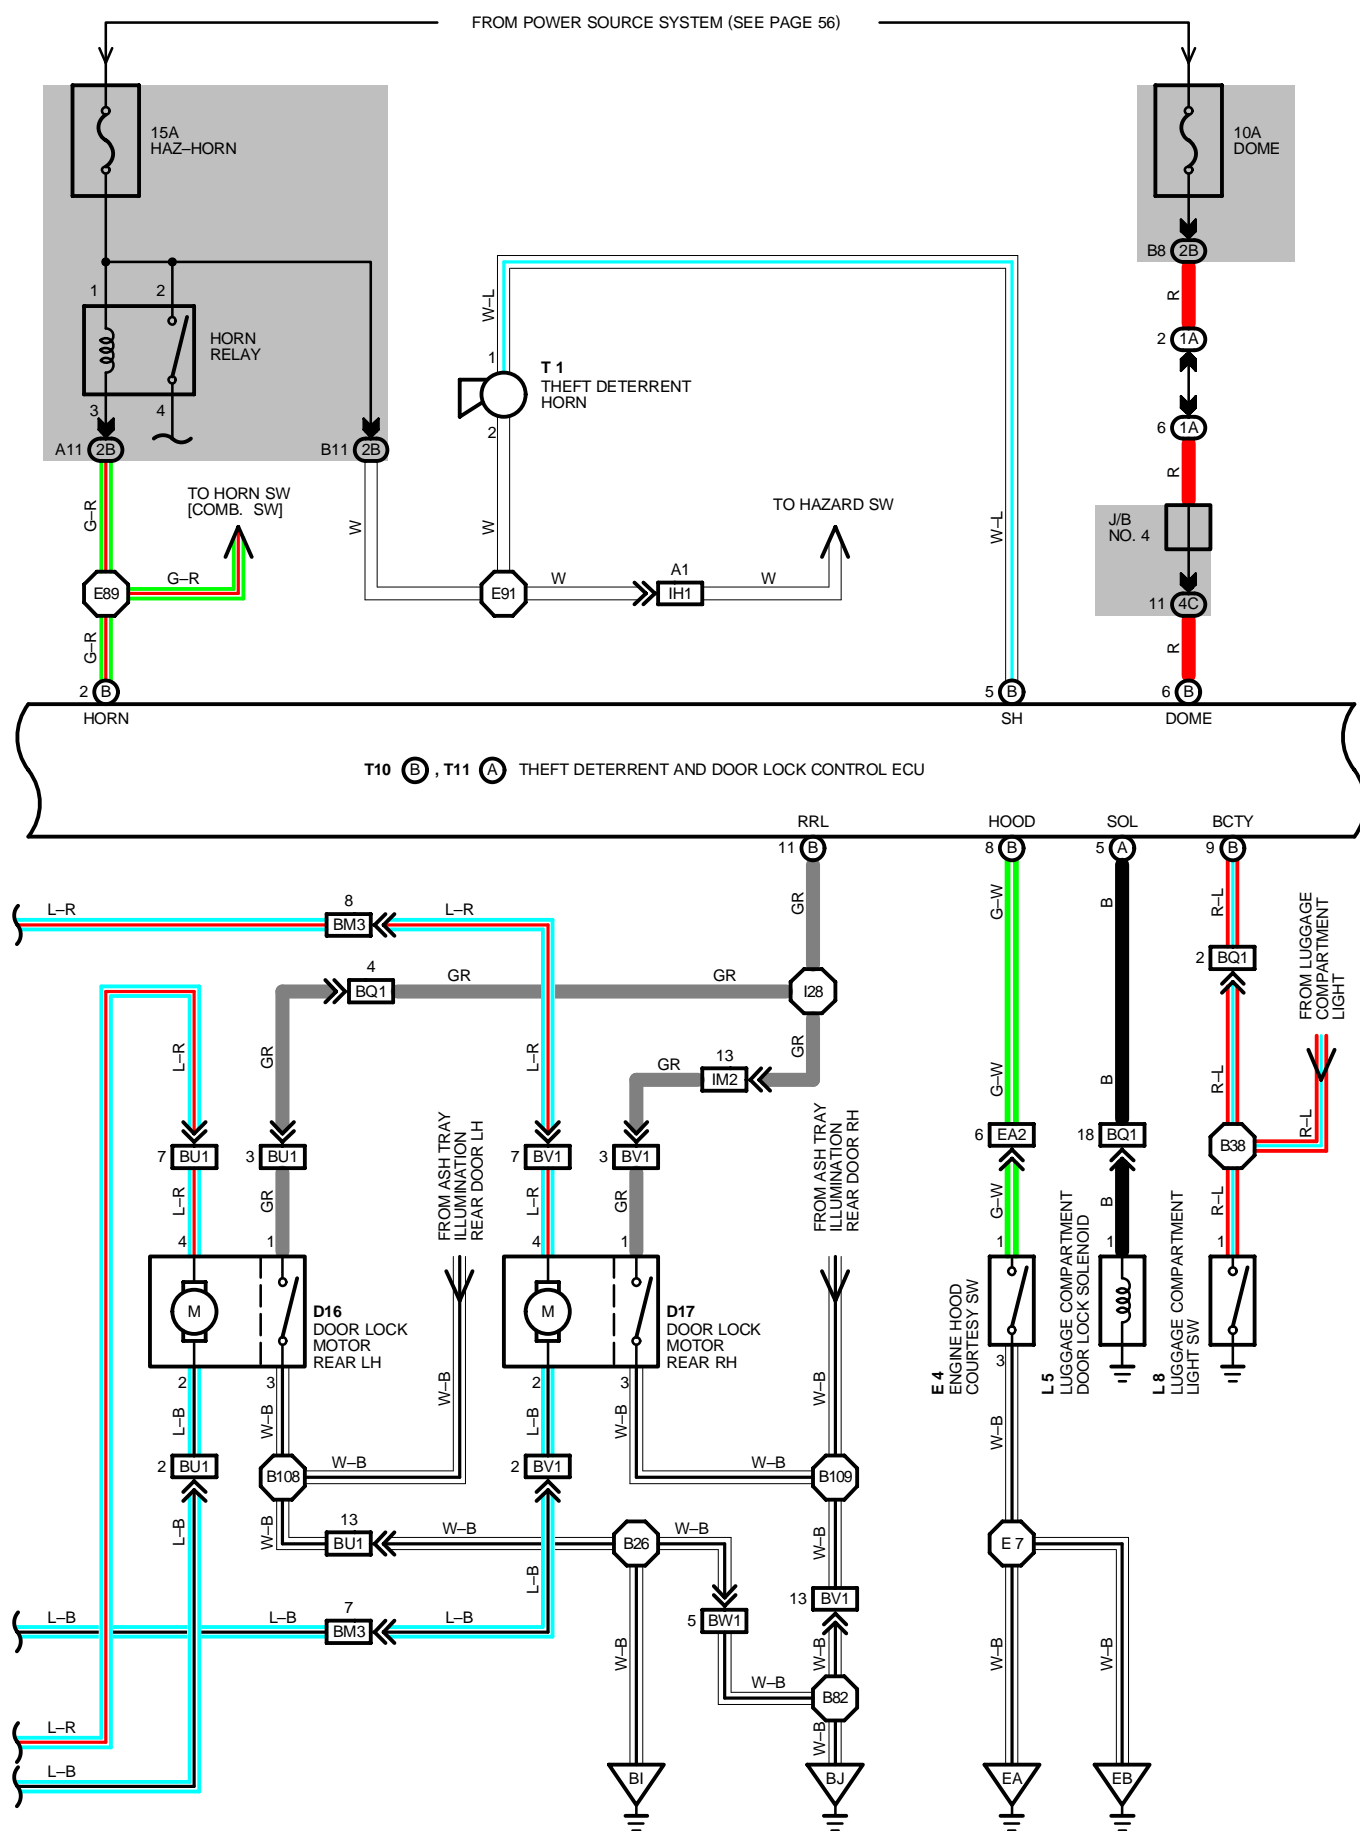 FROM POWER SOURCE SYSTEM (SEE PAGE 56)
15A
HAZ–HORN
10A
DOME
B8 2B
R
1 2
HORN
RELAY
W–L
2 1A
1
T 1
THEFT DETERRENT
HORN
3 4
2
6 1A
A11 2B
B11 2B
R
G–R
TO HORN SW
[COMB. SW]
W
W
TO HAZARD SW
W–L
J/B
NO. 4
E89
G–R
E91
W
A1
IH1
W
11 4C
G–R
R
2 B
5 B
6 B
HORN
SH
DOME
T10 B , T11 A THEFT DETERRENT AND DOOR LOCK CONTROL ECU
RRL
HOOD
SOL
BCTY
11 B
8 B
5 A
9 B
L–R
8
BM3
L–R
GR
G–W
B
R–L
FROM LUGGAGE
COMPARTMENT
LIGHT
2 BQ1
4
BQ1
GR
GR
I28
L–R
GR
L–R
GR
13
IM2
GR
G–W
B
R–L
R–L
FROM ASH TRAY
ILLUMINATION
REAR DOOR LH
FROM ASH TRAY
ILLUMINATION
REAR DOOR RH
7 BU1
3 BU1
7 BV1
3 BV1
6 EA2
18 BQ1
B38
L–R
GR
L–R
GR
G–W
B
R–L
4 1
4 1
1
1
1
M
D16
DOOR LOCK
MOTOR
REAR LH
M
D17
DOOR LOCK
MOTOR
REAR RH
E 4
ENGINE HOOD
COURTESY SW
L 5
LUGGAGE COMPARTMENT
DOOR LOCK SOLENOID
L 8
LUGGAGE COMPARTMENT
LIGHT SW
2 3
2 3
3
L–B
W–B
W–B
L–B
W–B
W–B
W–B
2 BU1
B108
W–B
2 BV1
W–B
B109
L–B
W–B
13
BU1
W–B
B26
W–B
W–B
E 7
L–B
L–B
L–B
7
BM3
L–B
5 BW1
13 BV1
W–B
W–B
W–B
W–B
W–B
B82
L–R
W–B
L–B
BI
BJ
EA
EB